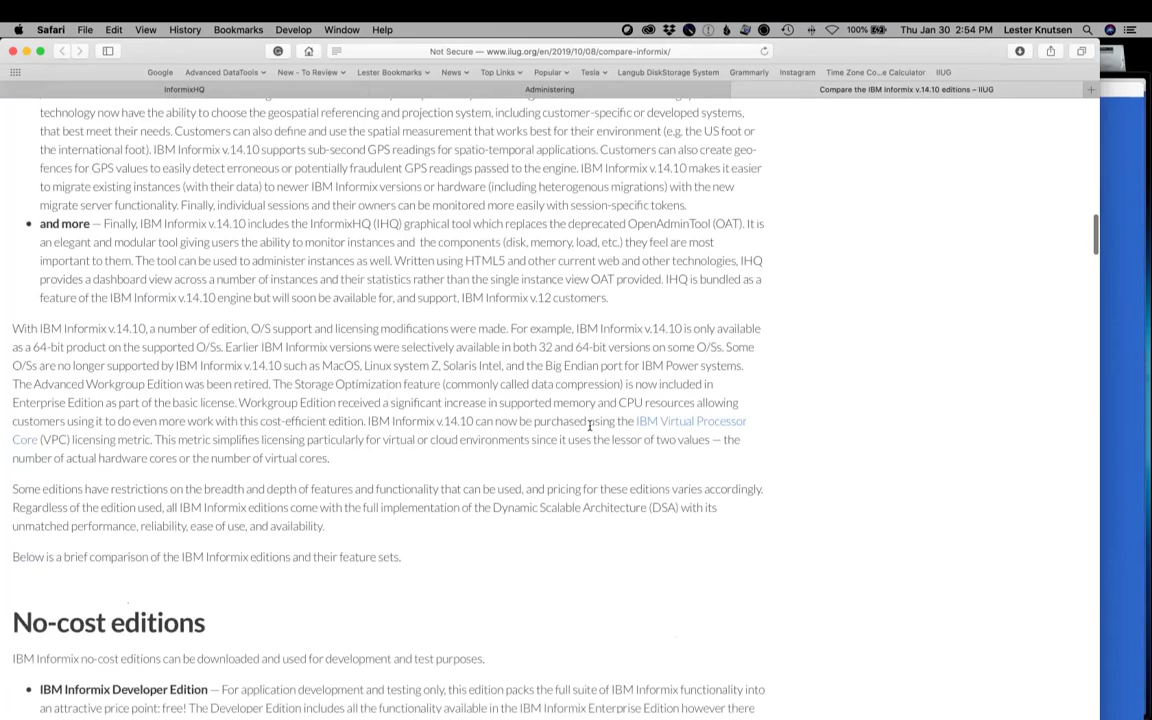 Safari File Edit View History Bookmarks Develop Window Help 100% Thu Jan 30 2:54 PM Lester Knutsen
Not Secure — www.iiug.org/en/2019/10/08/compare-informix/
Google Advanced DataTools New - To Review Lester Bookmarks News Top Links Popular Tesla Langub DiskStorage System Grammarly Instagram Time Zone Co...e Calculator IIUG
InformixHQ Administering Compare the IBM Informix v.14.10 editions – IIUG
technology now have the ability to choose the geospatial referencing and projection system, including customer-specific or developed systems,
that best meet their needs. Customers can also define and use the spatial measurement that works best for their environment (e.g. the US foot or
the international foot). IBM Informix v.14.10 supports sub-second GPS readings for spatio-temporal applications. Customers can also create geo-
fences for GPS values to easily detect erroneous or potentially fraudulent GPS readings passed to the engine. IBM Informix v.14.10 makes it easier
to migrate existing instances (with their data) to newer IBM Informix versions or hardware (including heterogenous migrations) with the new
migrate server functionality. Finally, individual sessions and their owners can be monitored more easily with session-specific tokens.
• and more — Finally, IBM Informix v.14.10 includes the InformixHQ (IHQ) graphical tool which replaces the deprecated OpenAdminTool (OAT). It is
an elegant and modular tool giving users the ability to monitor instances and the components (disk, memory, load, etc.) they feel are most
important to them. The tool can be used to administer instances as well. Written using HTML5 and other current web and other technologies, IHQ
provides a dashboard view across a number of instances and their statistics rather than the single instance view OAT provided. IHQ is bundled as a
feature of the IBM Informix v.14.10 engine but will soon be available for, and support, IBM Informix v.12 customers.
With IBM Informix v.14.10, a number of edition, O/S support and licensing modifications were made. For example, IBM Informix v.14.10 is only available
as a 64-bit product on the supported O/Ss. Earlier IBM Informix versions were selectively available in both 32 and 64-bit versions on some O/Ss. Some
O/Ss are no longer supported by IBM Informix v.14.10 such as MacOS, Linux system Z, Solaris Intel, and the Big Endian port for IBM Power systems.
The Advanced Workgroup Edition was been retired. The Storage Optimization feature (commonly called data compression) is now included in
Enterprise Edition as part of the basic license. Workgroup Edition received a significant increase in supported memory and CPU resources allowing
customers using it to do even more work with this cost-efficient edition. IBM Informix v.14.10 can now be purchased using the IBM Virtual Processor
Core (VPC) licensing metric. This metric simplifies licensing particularly for virtual or cloud environments since it uses the lessor of two values — the
number of actual hardware cores or the number of virtual cores.
Some editions have restrictions on the breadth and depth of features and functionality that can be used, and pricing for these editions varies accordingly.
Regardless of the edition used, all IBM Informix editions come with the full implementation of the Dynamic Scalable Architecture (DSA) with its
unmatched performance, reliability, ease of use, and availability.
Below is a brief comparison of the IBM Informix editions and their feature sets.
No-cost editions
IBM Informix no-cost editions can be downloaded and used for development and test purposes.
• IBM Informix Developer Edition — For application development and testing only, this edition packs the full suite of IBM Informix functionality into
an attractive price point: free! The Developer Edition includes all the functionality available in the IBM Informix Enterprise Edition however there